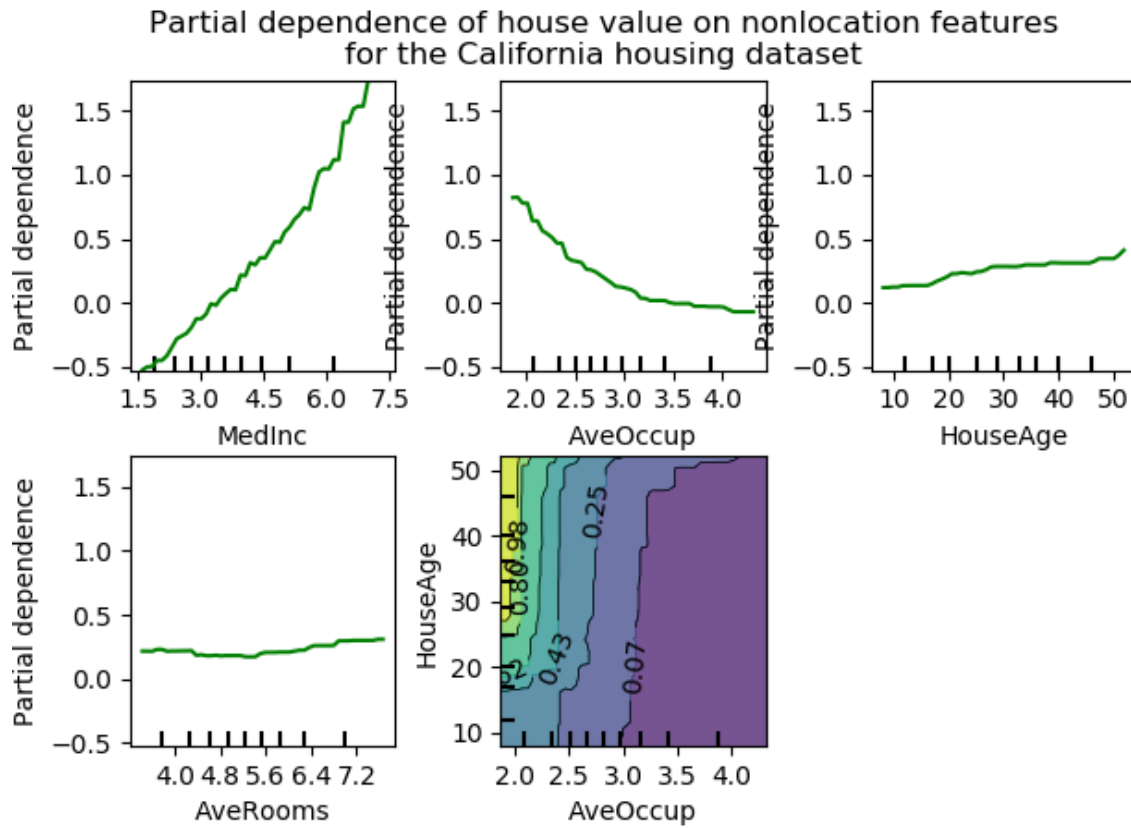 Partial dependence of house value on nonlocation features
for the California housing dataset
Partial dependence
1.5
1.0
0.5
0.0
−0.5
1.5 3.0 4.5 6.0 7.5
MedInc
Partial dependence
1.5
1.0
0.5
0.0
−0.5
2.0 2.5 3.0 3.5 4.0
AveOccup
Partial dependence
1.5
1.0
0.5
0.0
−0.5
10 20 30 40 50
HouseAge
Partial dependence
1.5
1.0
0.5
0.0
−0.5
4.0 4.8 5.6 6.4 7.2
AveRooms
HouseAge
50
40
30
20
10
0.98
0.80
0.43
0.25
0.07
2.0 2.5 3.0 3.5 4.0
AveOccup